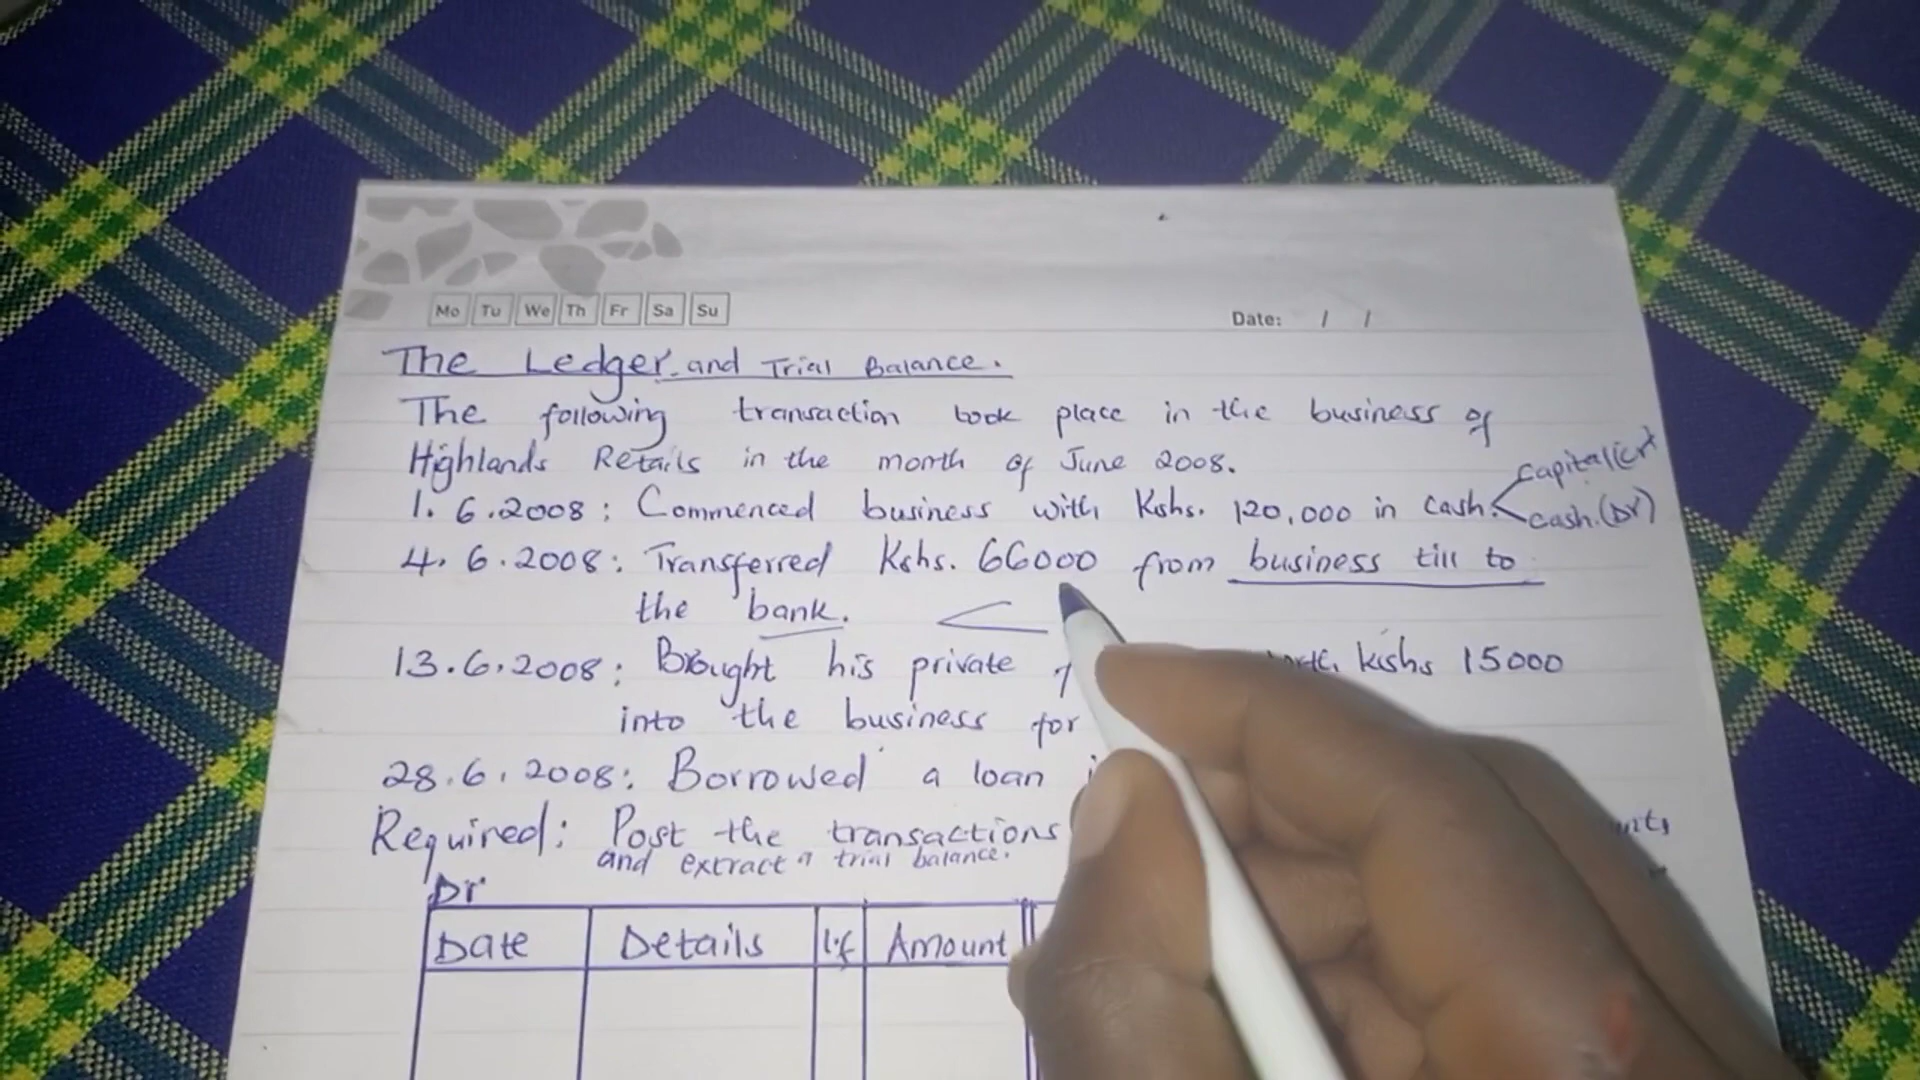 Mo Tu We Th Fr Sa Su
Date: / /
The Ledger and Trial Balance.
The following transaction took place in the business of
Highlands Retails in the month of June 2008.
Capital(cr)
1. 6.2008: Commenced business with Kshs. 120,000 in cash.
cash.(Dr)
4. 6.2008: Transferred Kshs. 66000 from business till to
the bank.
13.6.2008: Brought his private kshs 15000
into the business for
28.6.2008: Borrowed a loan
Required: Post the transactions
and extract a trial balance.
Dr
Date Details l.f Amount